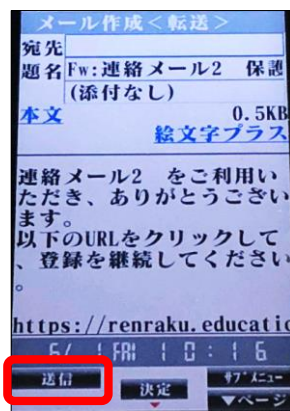 メール作成<転送>
宛先
題名 Fw:連絡メール2 保護
(添付なし)
本文 0.5KB
絵文字プラス
連絡メール2 をご利用い
ただき、ありがとうござい
ます。
以下のURLをクリックして
、登録を継続してください
。
https://renraku.educatio
6/ 1 FRI 10:16
送信 決定 サブメニュー
▼ページ